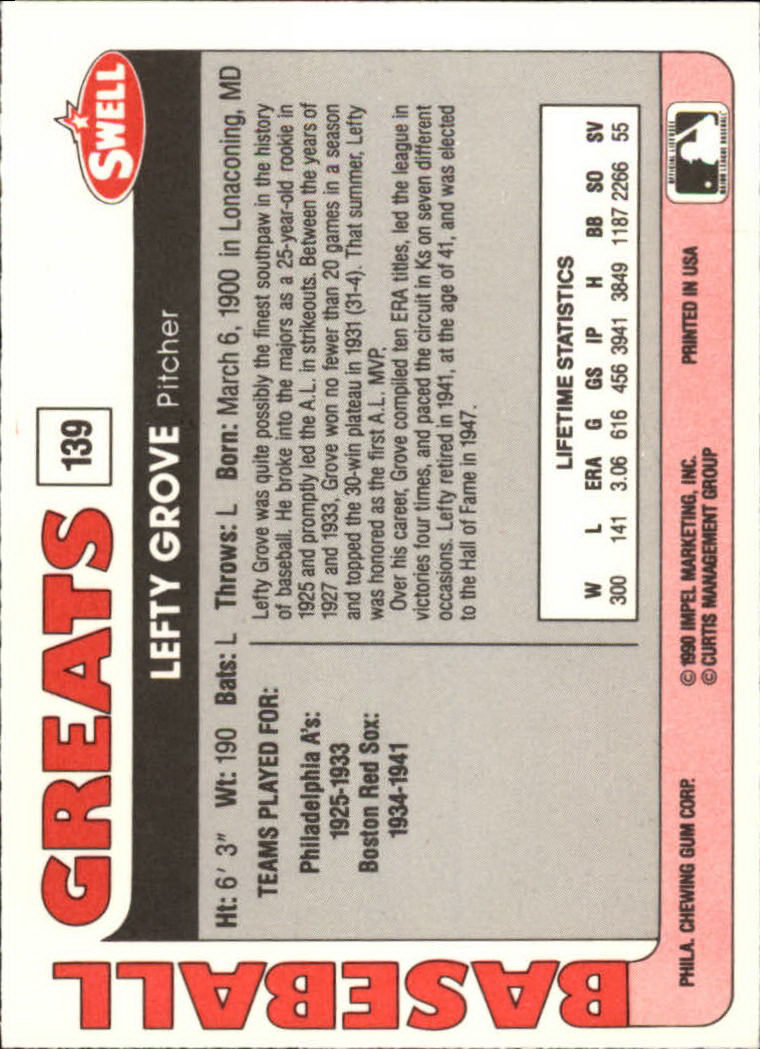 BASEBALL
GREATS
139
SWELL
LEFTY GROVE Pitcher
Ht: 6' 3" Wt: 190 Bats: L Throws: L Born: March 6, 1900 in Lonaconing, MD
TEAMS PLAYED FOR:
Philadelphia A's:
1925-1933
Boston Red Sox:
1934-1941
Lefty Grove was quite possibly the finest southpaw in the history
of baseball. He broke into the majors as a 25-year-old rookie in
1925 and promptly led the A.L. in strikeouts. Between the years of
1927 and 1933, Grove won no fewer than 20 games in a season
and topped the 30-win plateau in 1931 (31-4). That summer, Lefty
was honored as the first A.L. MVP.
Over his career, Grove compiled ten ERA titles, led the league in
victories four times, and paced the circuit in Ks on seven different
occasions. Lefty retired in 1941, at the age of 41, and was elected
to the Hall of Fame in 1947.
LIFETIME STATISTICS
W L ERA G GS IP H BB SO SV
300 141 3.06 616 456 3941 3849 1187 2266 55
PHILA. CHEWING GUM CORP.
© 1990 IMPEL MARKETING, INC.
© CURTIS MANAGEMENT GROUP
PRINTED IN USA
OFFICIAL LICENSEE
MAJOR LEAGUE BASEBALL